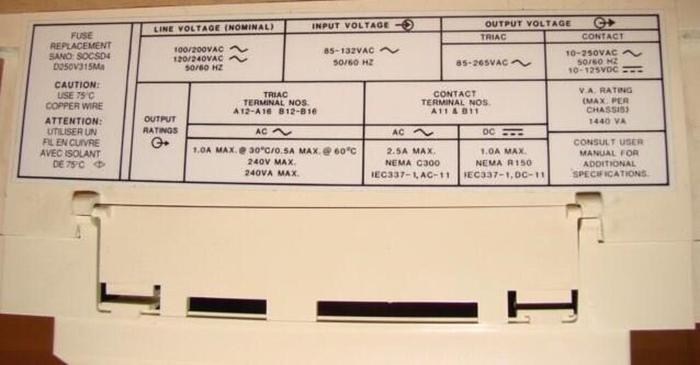 FUSE
REPLACEMENT
SANO: SOCSD4
D250V315Ma
CAUTION:
USE 75°C
COPPER WIRE
ATTENTION:
UTILISER UN
FIL EN CUIVRE
AVEC ISOLANT
DE 75°C
LINE VOLTAGE (NOMINAL)
100/200VAC
120/240VAC
50/60 HZ
INPUT VOLTAGE
85-132VAC
50/60 HZ
OUTPUT VOLTAGE
TRIAC
85-265VAC
CONTACT
10-250VAC
50/60 HZ
10-125VDC
OUTPUT
RATINGS
TRIAC
TERMINAL NOS.
A12-A16 B12-B16
AC
1.0A MAX. @ 30°C/0.5A MAX. @ 60°C
240V MAX.
240VA MAX.
CONTACT
TERMINAL NOS.
A11 & B11
AC
2.5A MAX.
NEMA C300
IEC337-1, AC-11
DC
1.0A MAX.
NEMA R150
IEC337-1, DC-11
V.A. RATING
(MAX. PER
CHASSIS)
1440 VA
CONSULT USER
MANUAL FOR
ADDITIONAL
SPECIFICATIONS.